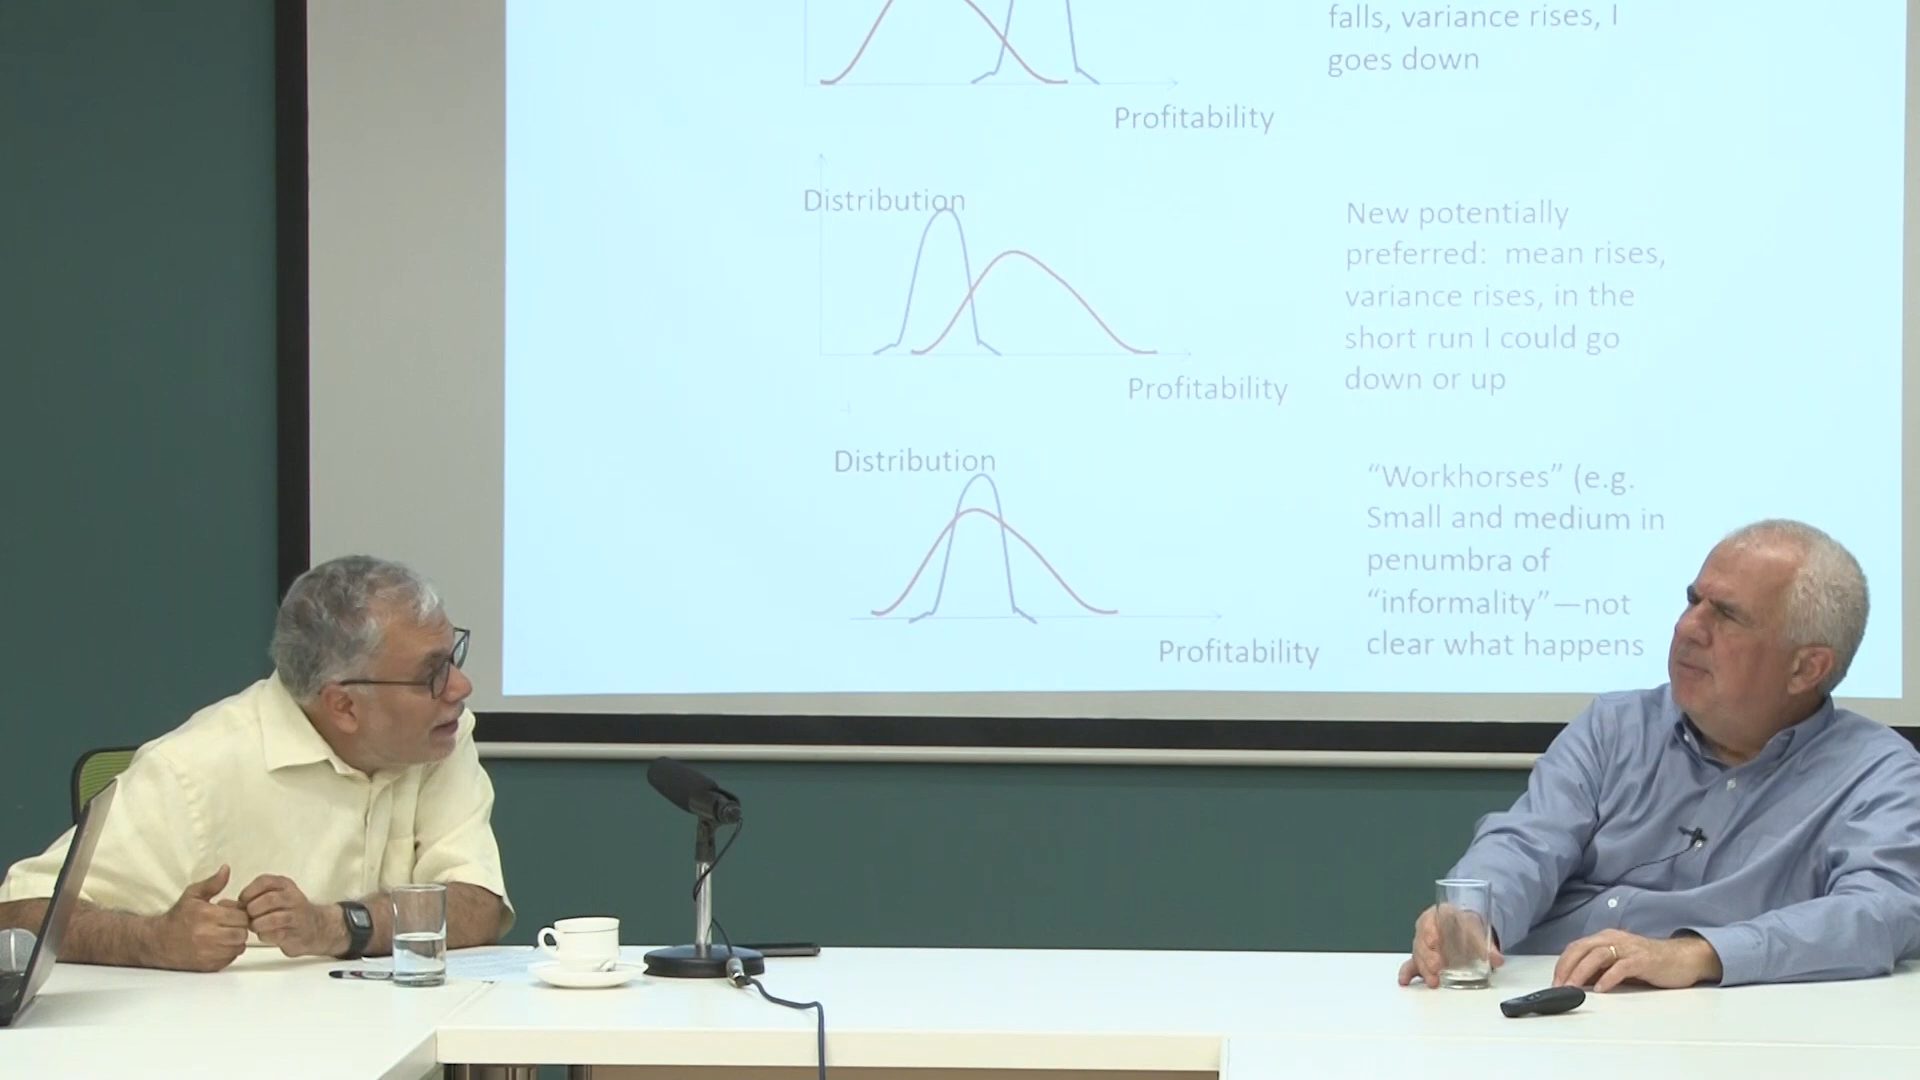 falls, variance rises, I
goes down
Profitability
Distribution
New potentially
preferred:  mean rises,
variance rises, in the
short run I could go
down or up
Profitability
Distribution
“Workhorses” (e.g.
Small and medium in
penumbra of
“informality”—not
clear what happens
Profitability